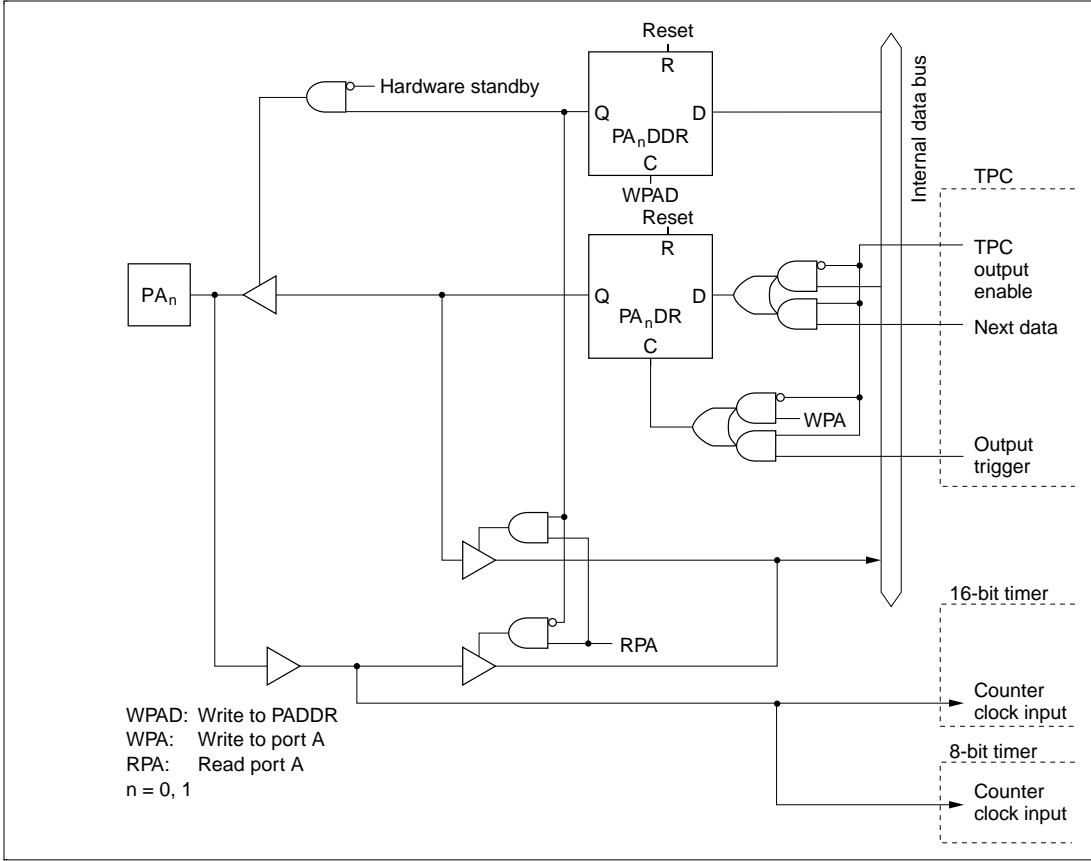 Reset
R
Hardware standby
Q
D
PAnDDR
C
WPAD
Internal data bus
TPC
Reset
R
TPC
output
enable
PAn
Q
D
PAnDR
C
Next data
WPA
Output
trigger
16-bit timer
RPA
Counter
clock input
WPAD: Write to PADDR
WPA: Write to port A
RPA: Read port A
n = 0, 1
8-bit timer
Counter
clock input